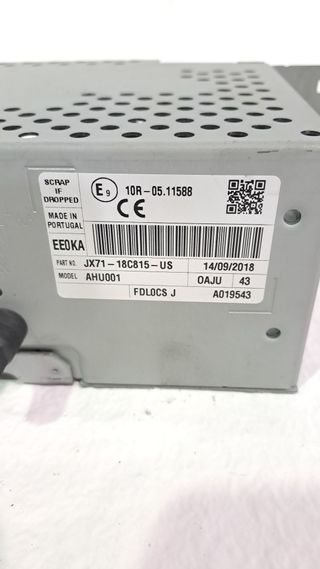 SCRAP
IF
DROPPED
E9 10R-05.11588
CE
MADE IN
PORTUGAL
EE0KA
PART NO. JX71-18C815-US 14/09/2018
MODEL AHU001 OAJU 43
FDLOCS J A019543